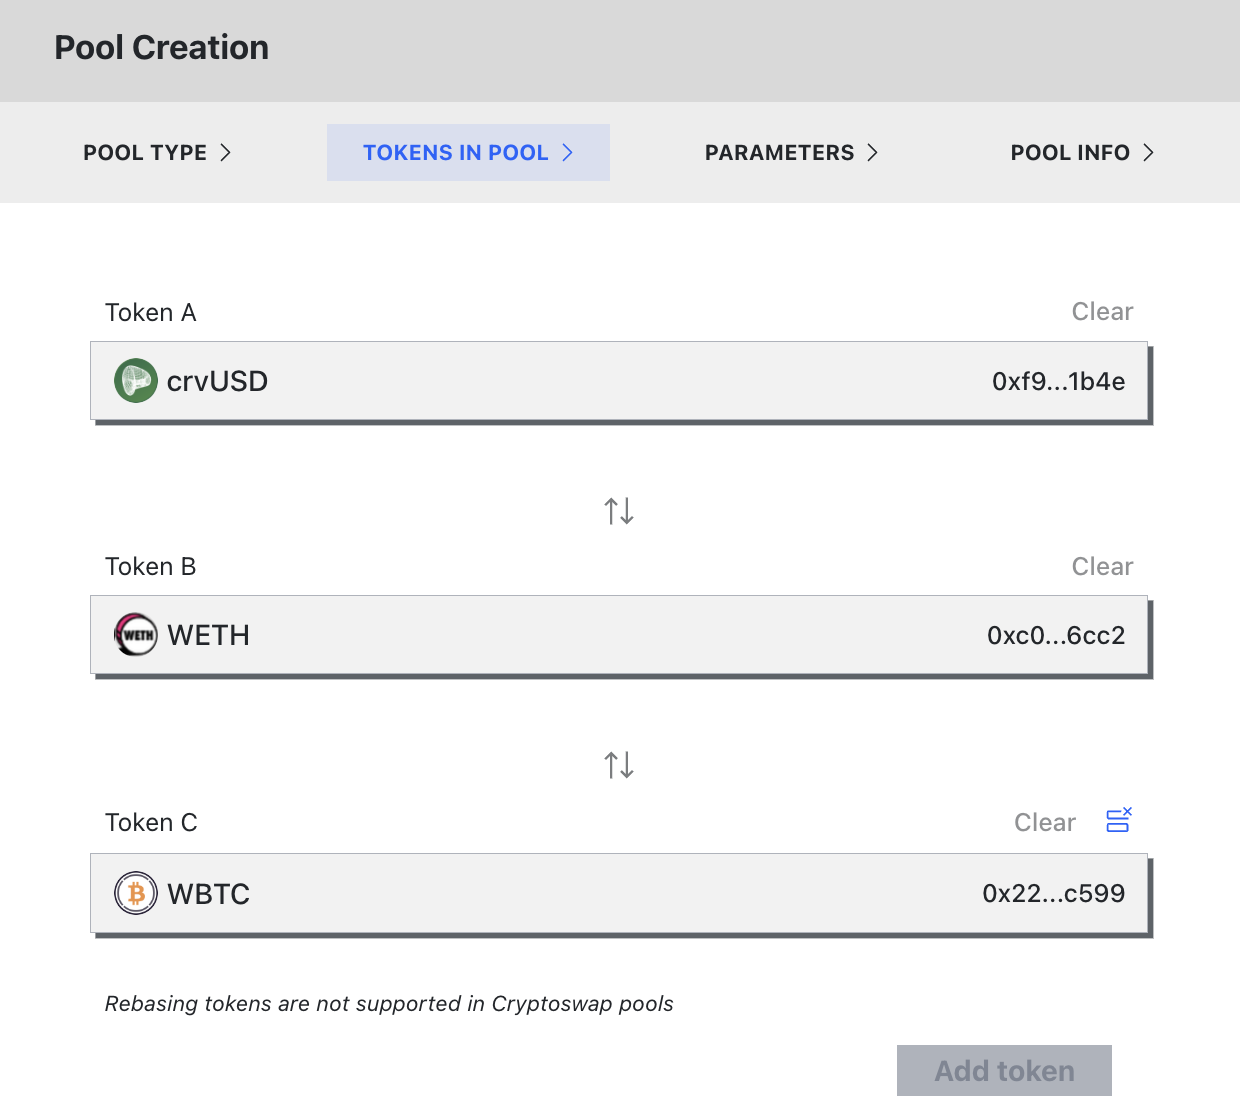 Pool Creation
POOL TYPE TOKENS IN POOL PARAMETERS POOL INFO
Token A Clear
crvUSD 0xf9...1b4e
Token B Clear
WETH WETH 0xc0...6cc2
Token C Clear
WBTC 0x22...c599
Rebasing tokens are not supported in Cryptoswap pools
Add token